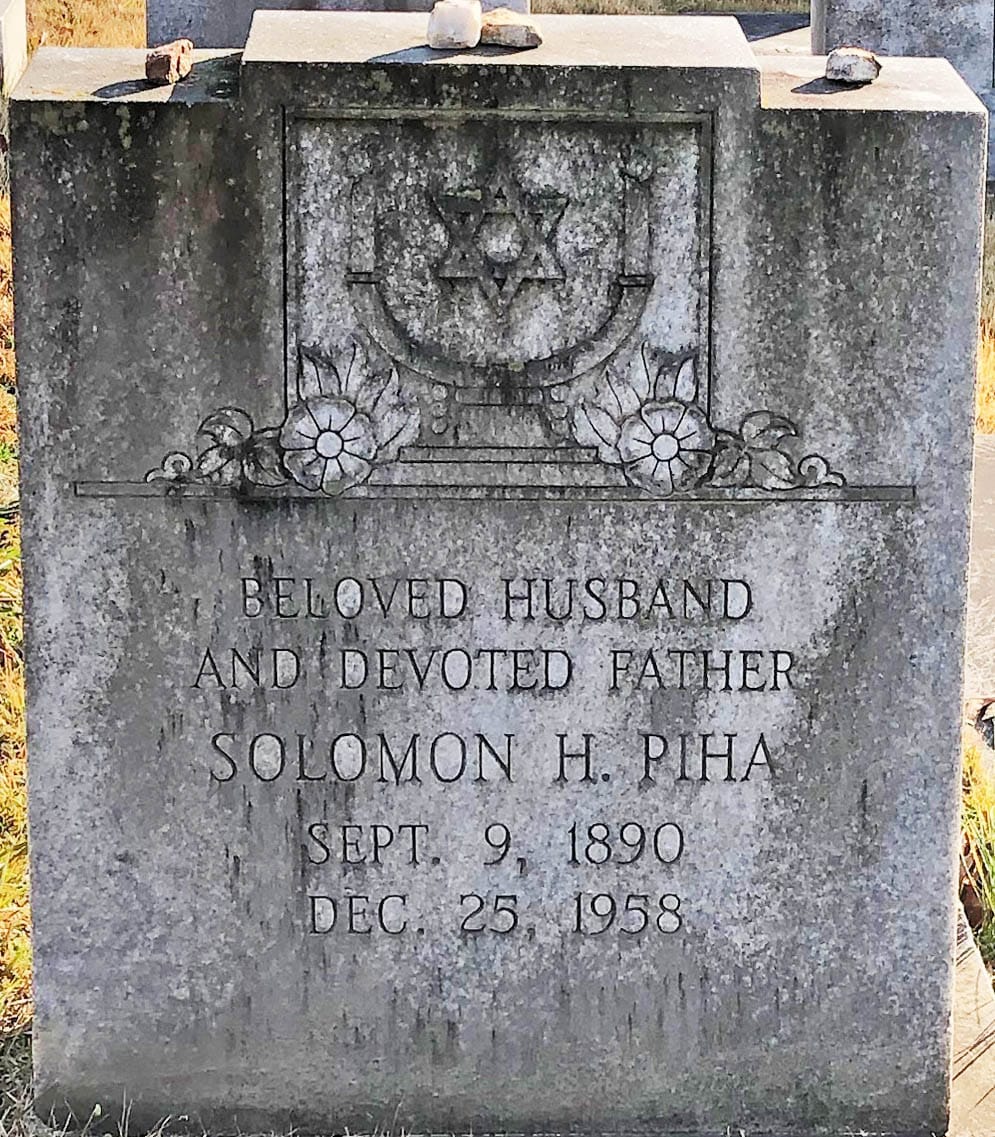 BELOVED HUSBAND
AND DEVOTED FATHER
SOLOMON H. PIHA
SEPT. 9, 1890
DEC. 25, 1958